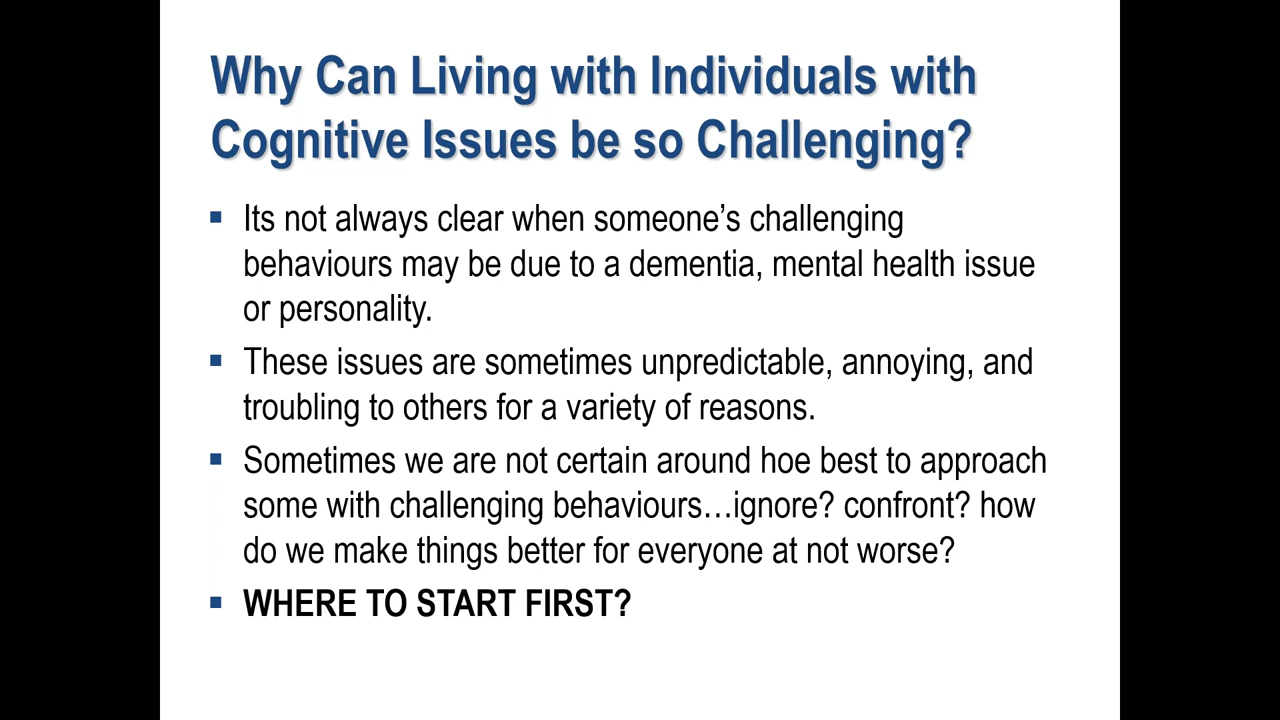 Why Can Living with Individuals with
Cognitive Issues be so Challenging?
▪ Its not always clear when someone’s challenging
behaviours may be due to a dementia, mental health issue
or personality.
▪ These issues are sometimes unpredictable, annoying, and
troubling to others for a variety of reasons.
▪ Sometimes we are not certain around hoe best to approach
some with challenging behaviours…ignore? confront? how
do we make things better for everyone at not worse?
▪ WHERE TO START FIRST?